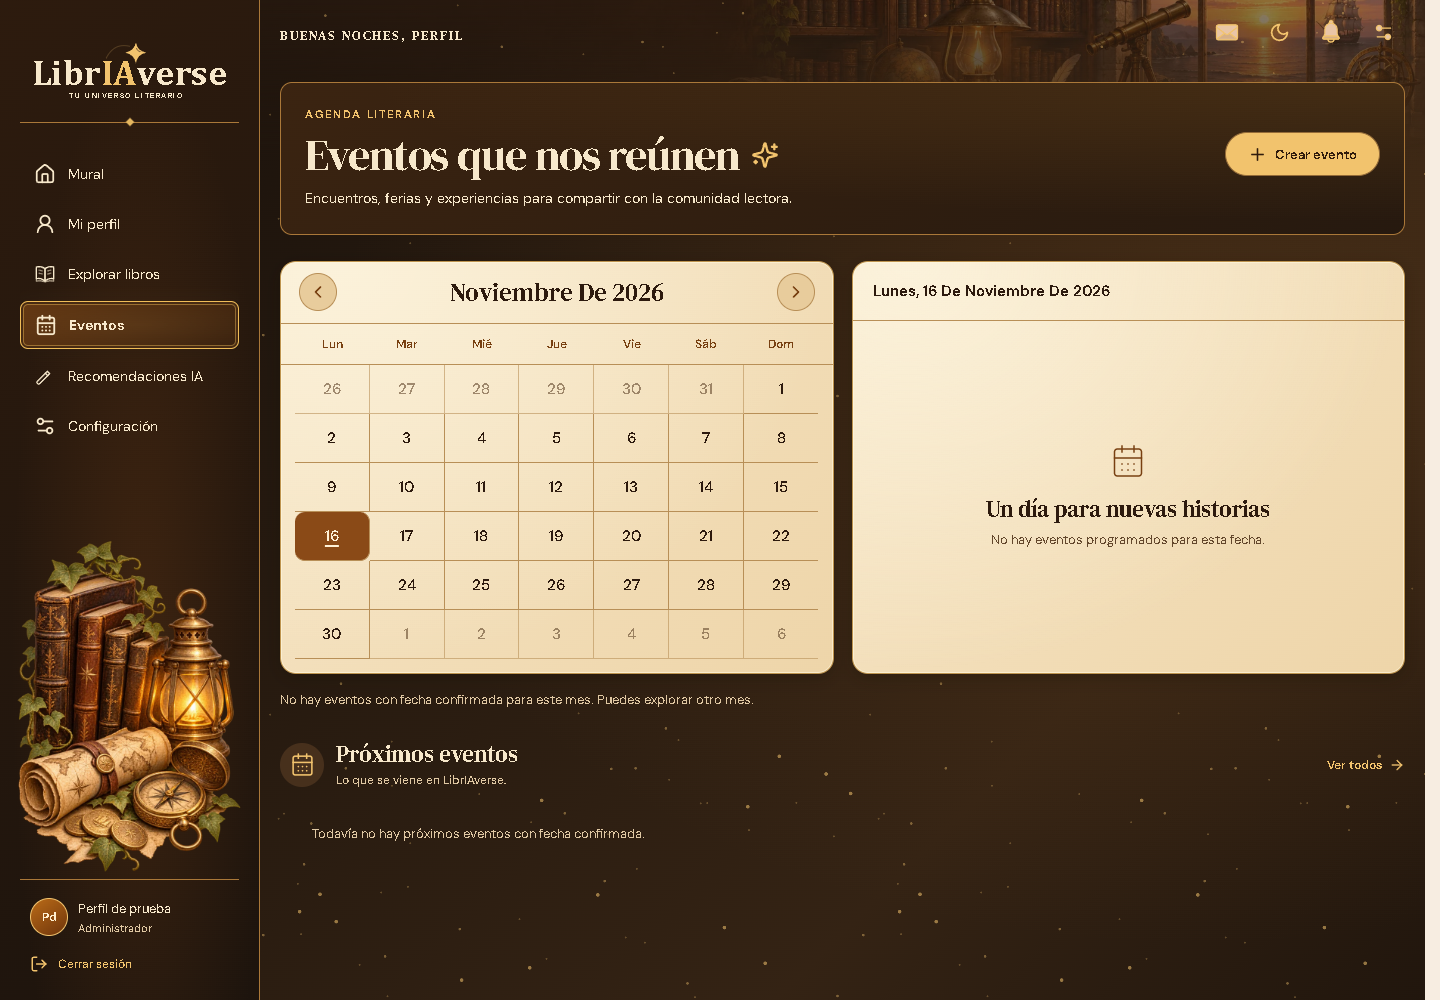 LibrIAverse
TU UNIVERSO LITERARIO
Mural
Mi perfil
Explorar libros
Eventos
Recomendaciones IA
Configuración
Pd
Perfil de prueba
Administrador
Cerrar sesión
BUENAS NOCHES, PERFIL
AGENDA LITERARIA
Eventos que nos reúnen
Encuentros, ferias y experiencias para compartir con la comunidad lectora.
Crear evento
Noviembre De 2026
Lun Mar Mié Jue Vie Sáb Dom
26 27 28 29 30 31 1
2 3 4 5 6 7 8
9 10 11 12 13 14 15
16 17 18 19 20 21 22
23 24 25 26 27 28 29
30 1 2 3 4 5 6
Lunes, 16 De Noviembre De 2026
Un día para nuevas historias
No hay eventos programados para esta fecha.
No hay eventos con fecha confirmada para este mes. Puedes explorar otro mes.
Próximos eventos
Lo que se viene en LibrIAverse.
Ver todos
Todavía no hay próximos eventos con fecha confirmada.